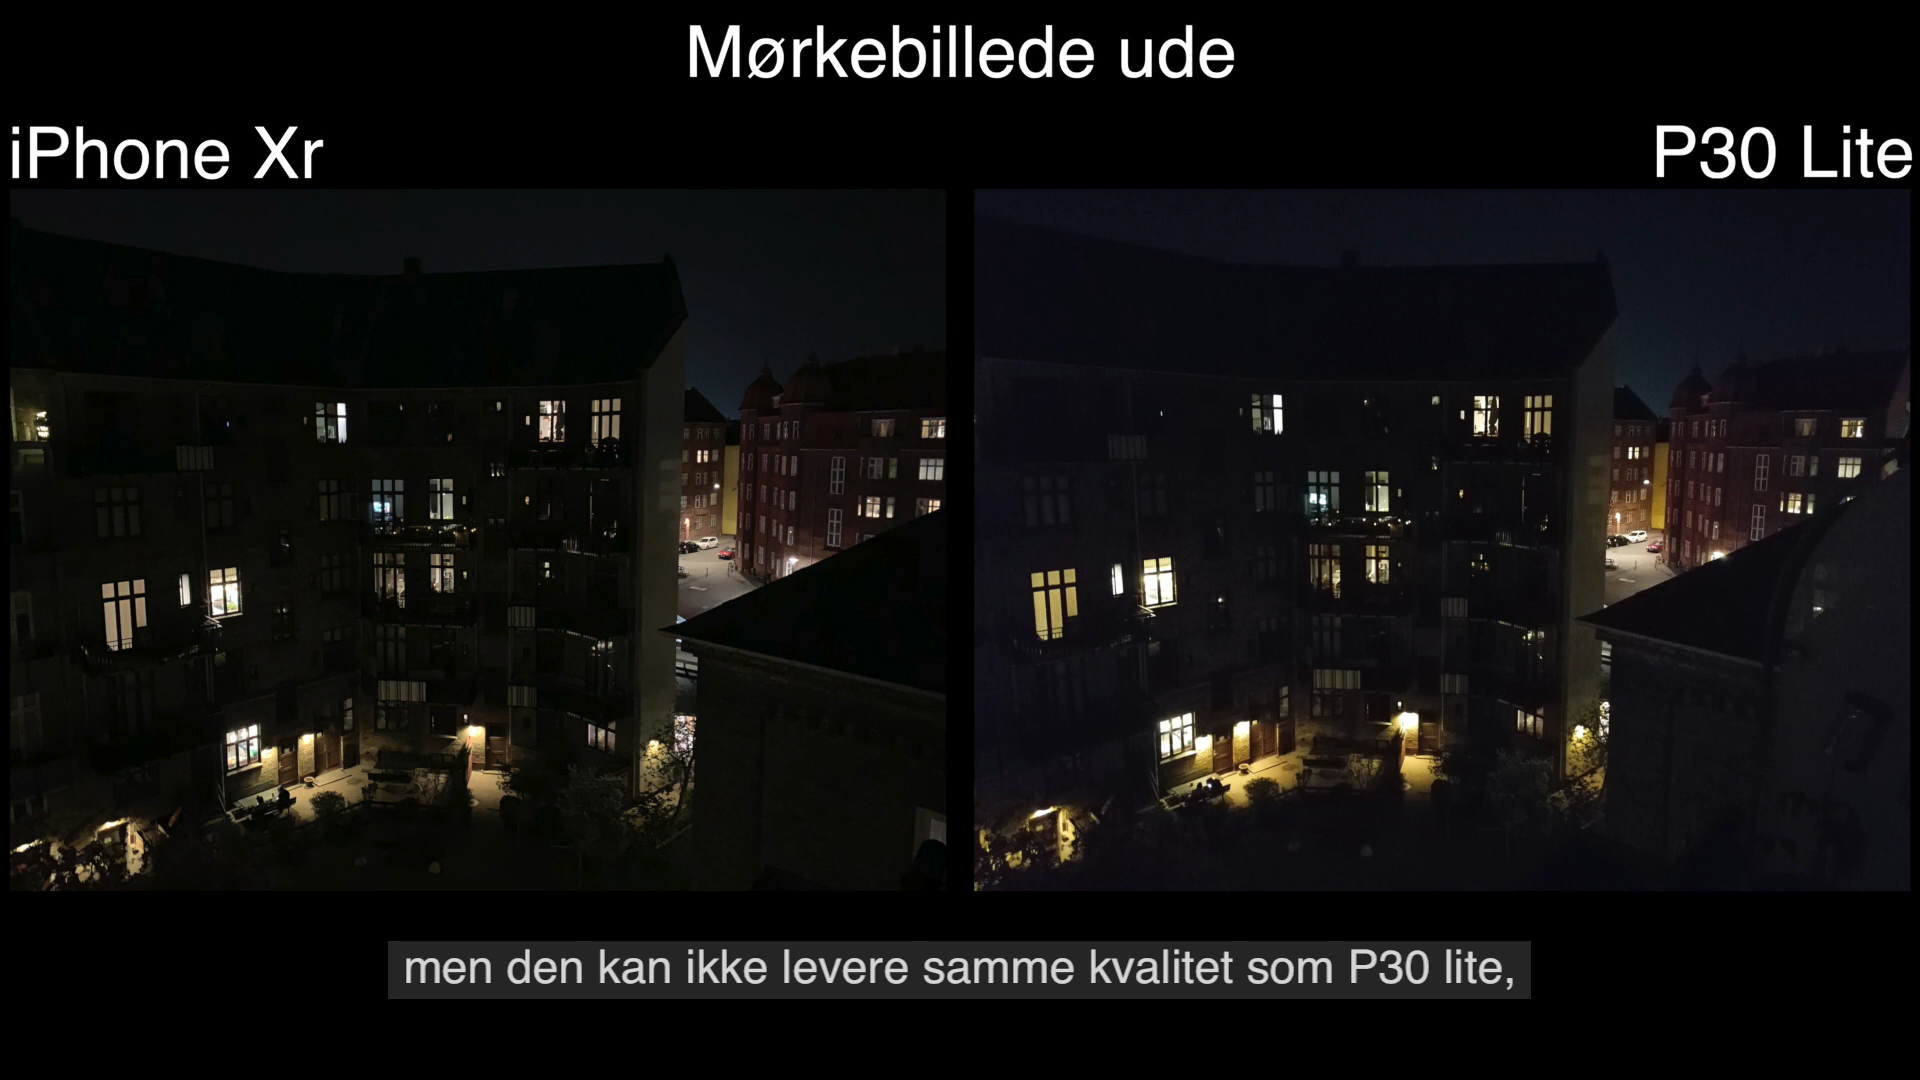 Mørkebillede ude
iPhone Xr
P30 Lite
men den kan ikke levere samme kvalitet som P30 lite,